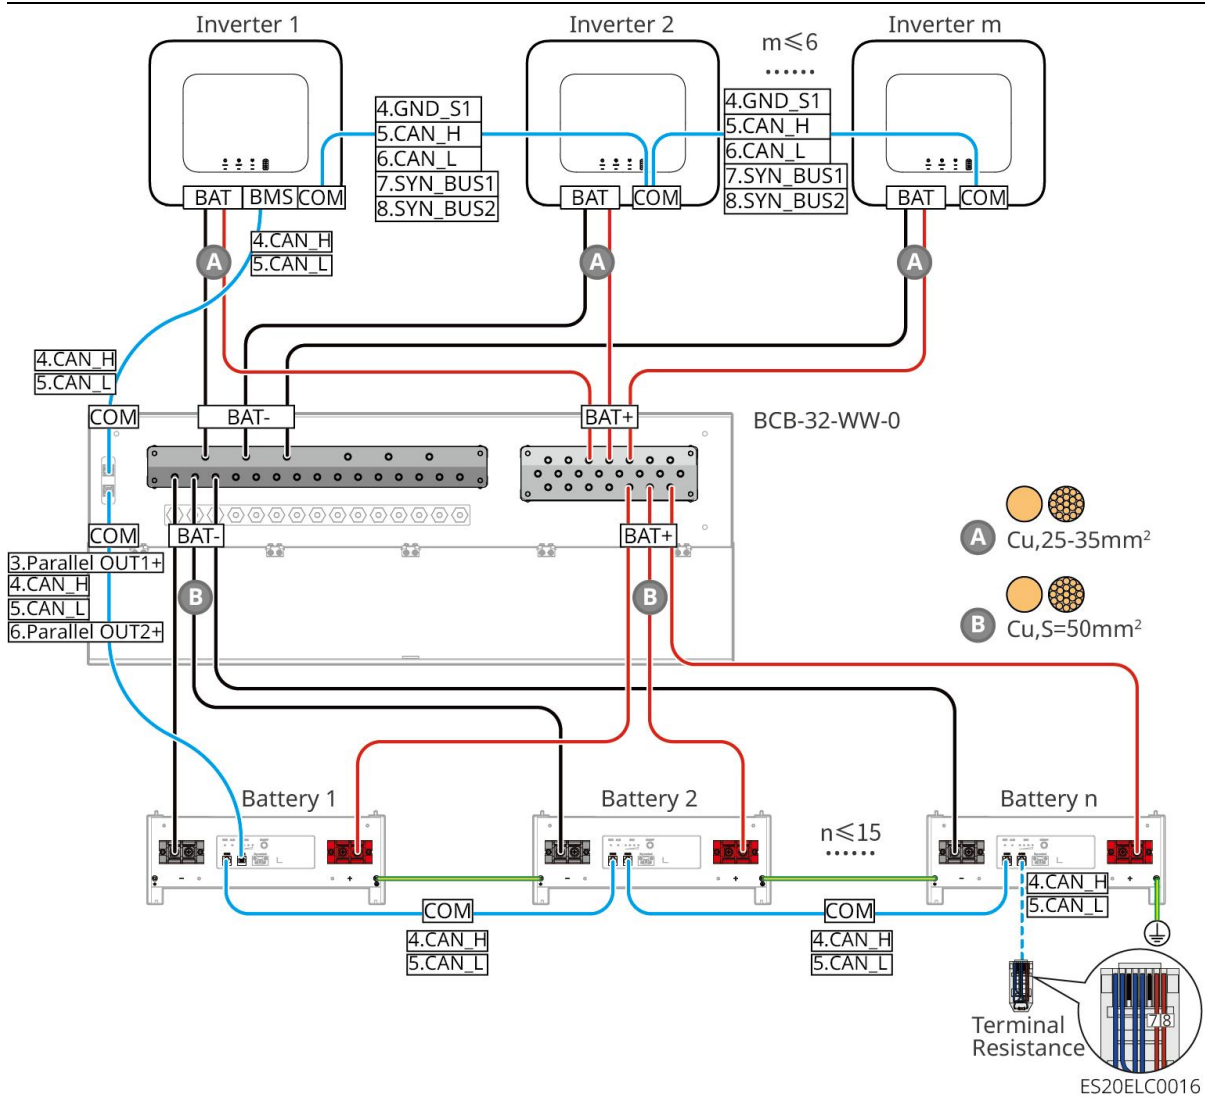 Inverter 1
Inverter 2
Inverter m
m≤6
......
4.GND_S1
5.CAN_H
6.CAN_L
7.SYN_BUS1
8.SYN_BUS2
4.GND_S1
5.CAN_H
6.CAN_L
7.SYN_BUS1
8.SYN_BUS2
BAT
BMS
COM
BAT
COM
BAT
COM
4.CAN_H
5.CAN_L
A
A
A
4.CAN_H
5.CAN_L
COM
BAT-
BAT+
BCB-32-WW-0
COM
BAT-
BAT+
3.Parallel OUT1+
4.CAN_H
5.CAN_L
6.Parallel OUT2+
B
B
A
Cu,25-35mm²
B
Cu,S=50mm²
Battery 1
Battery 2
Battery n
n≤15
......
-
+
-
+
-
+
COM
4.CAN_H
5.CAN_L
COM
4.CAN_H
5.CAN_L
4.CAN_H
5.CAN_L
Terminal
Resistance
7 8
ES20ELC0016